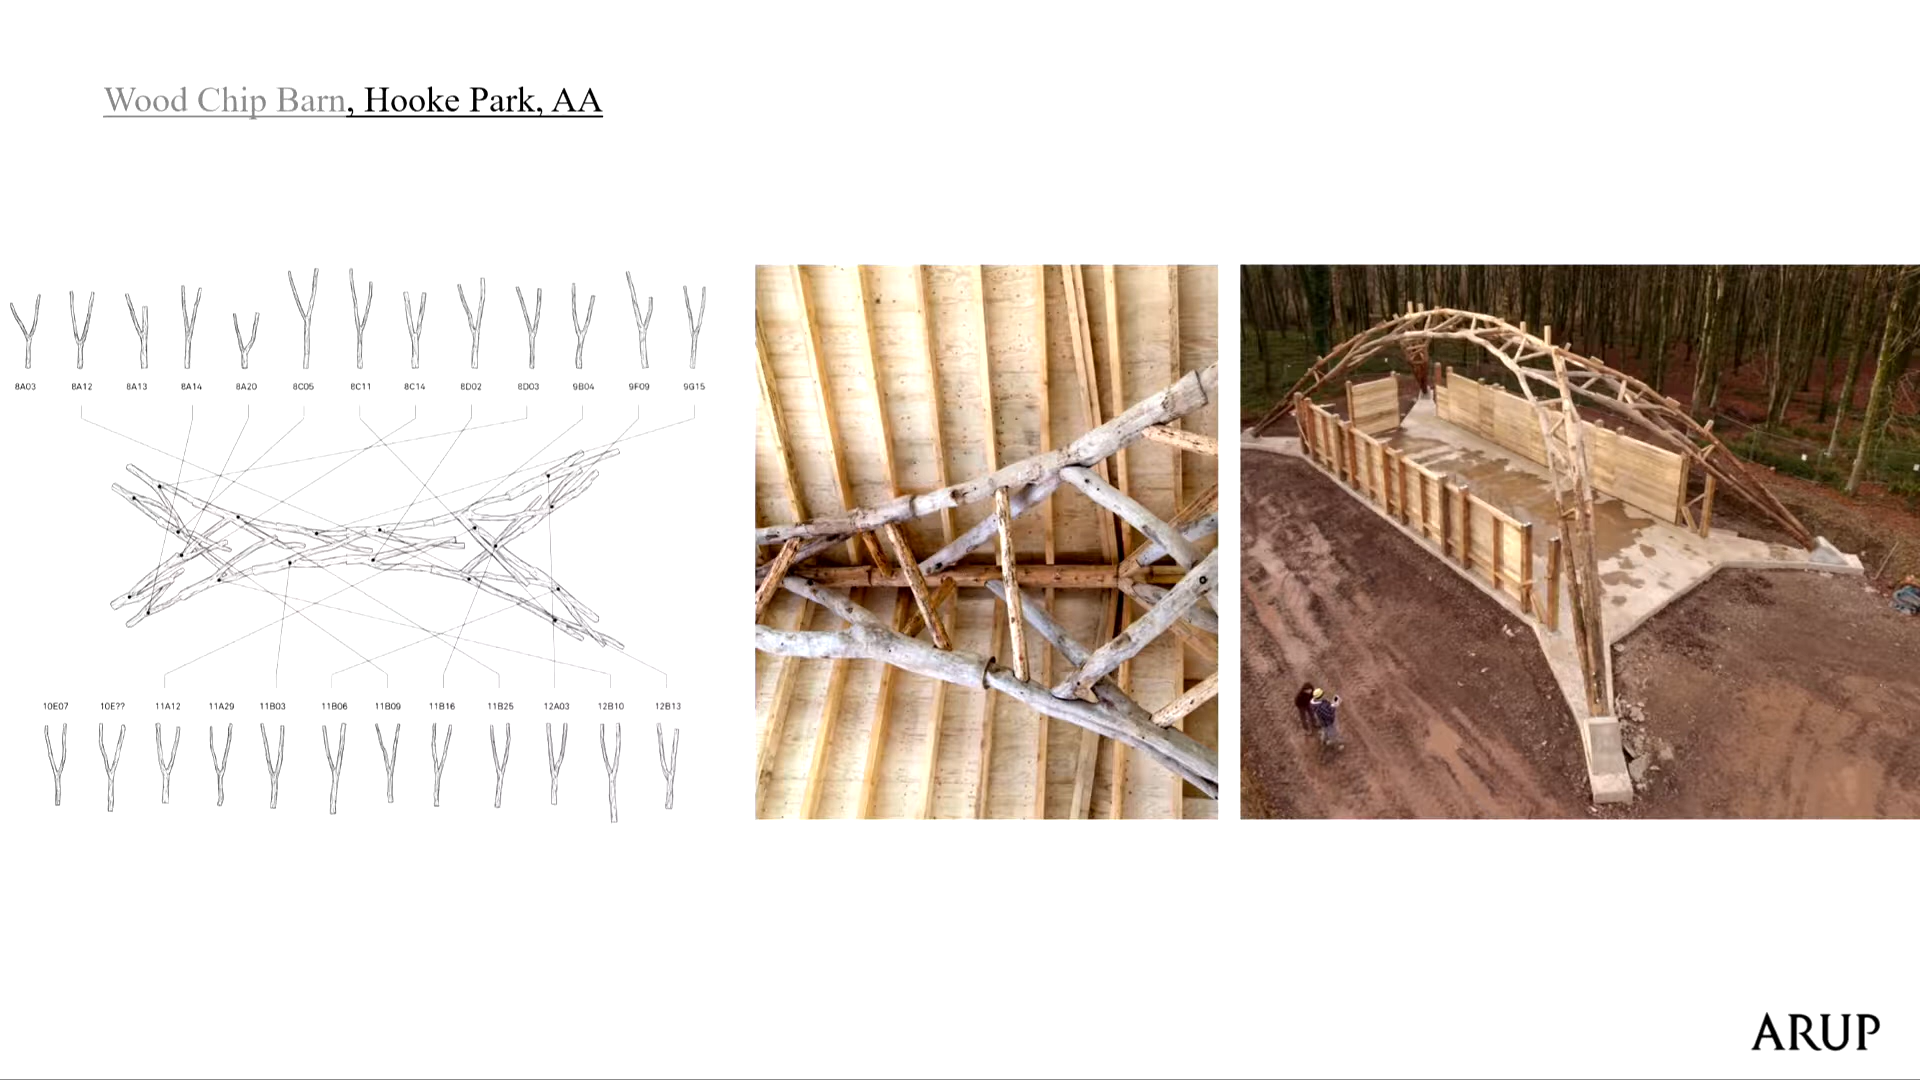 Wood Chip Barn, Hooke Park, AA
8A03 8A12 8A13 8A14 8A20 8C05 8C11 8C14 8D02 8D03 9B04 9F09 9G15
10E07 10E?? 11A12 11A29 11B03 11B06 11B09 11B16 11B25 12A03 12B10 12B13
ARUP